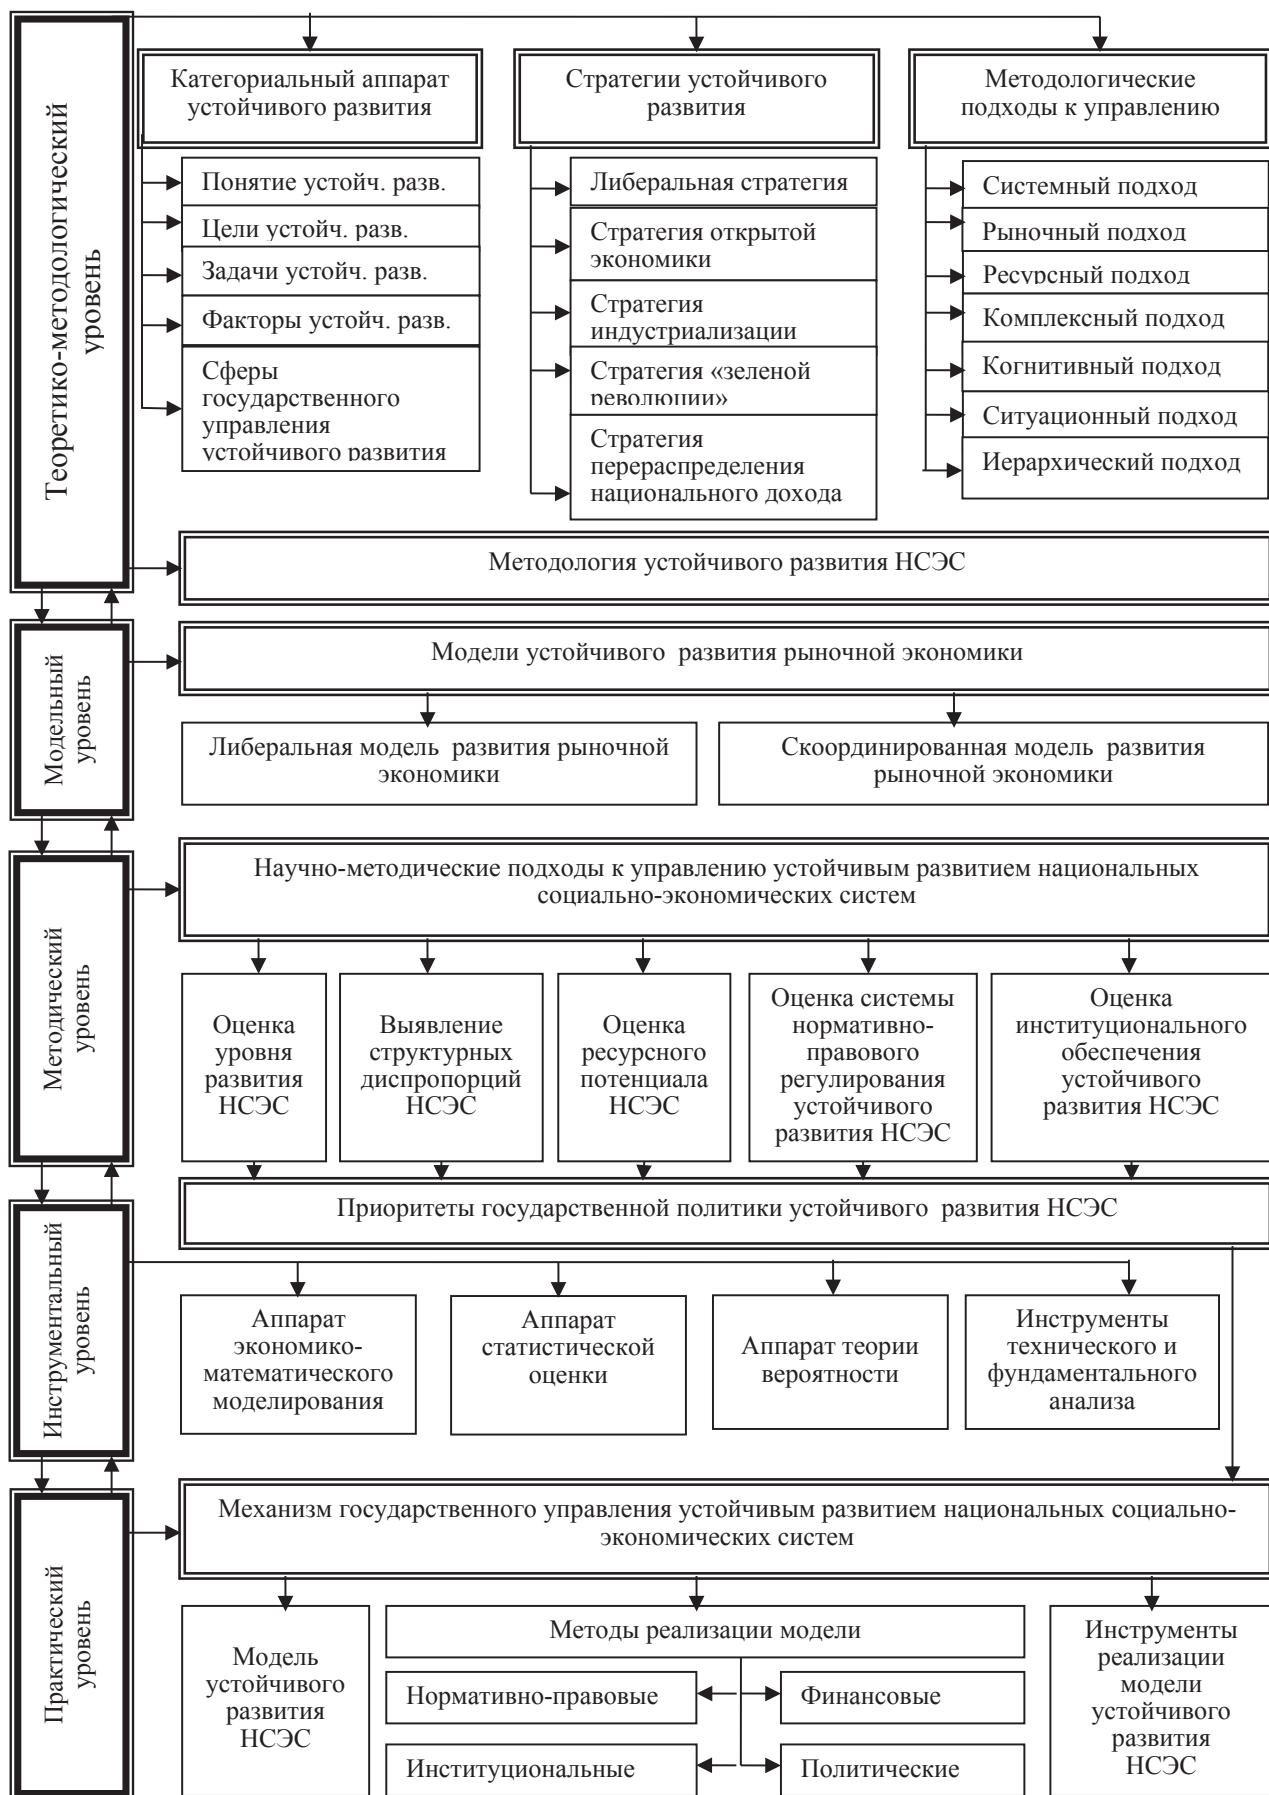 Теоретико-методологический
уровень
Категориальный аппарат
устойчивого развития
Понятие устойч. разв.
Цели устойч. разв.
Задачи устойч. разв.
Факторы устойч. разв.
Сферы
государственного
управления
устойчивого развития
Стратегии устойчивого
развития
Либеральная стратегия
Стратегия открытой
экономики
Стратегия
индустриализации
Стратегия «зеленой
революции»
Стратегия
перераспределения
национального дохода
Методологические
подходы к управлению
Системный подход
Рыночный подход
Ресурсный подход
Комплексный подход
Когнитивный подход
Ситуационный подход
Иерархический подход
Методология устойчивого развития НСЭС
Модельный
уровень
Модели устойчивого развития рыночной экономики
Либеральная модель развития рыночной
экономики
Скоординированная модель развития
рыночной экономики
Методический
уровень
Научно-методические подходы к управлению устойчивым развитием национальных
социально-экономических систем
Оценка
уровня
развития
НСЭС
Выявление
структурных
диспропорций
НСЭС
Оценка
ресурсного
потенциала
НСЭС
Оценка системы
нормативно-
правового
регулирования
устойчивого
развития НСЭС
Оценка
институционального
обеспечения
устойчивого
развития НСЭС
Приоритеты государственной политики устойчивого развития НСЭС
Инструментальный
уровень
Аппарат
экономико-
математического
моделирования
Аппарат
статистической
оценки
Аппарат теории
вероятности
Инструменты
технического и
фундаментального
анализа
Практический
уровень
Механизм государственного управления устойчивым развитием национальных социально-
экономических систем
Модель
устойчивого
развития
НСЭС
Методы реализации модели
Нормативно-правовые
Финансовые
Институциональные
Политические
Инструменты
реализации
модели
устойчивого
развития
НСЭС